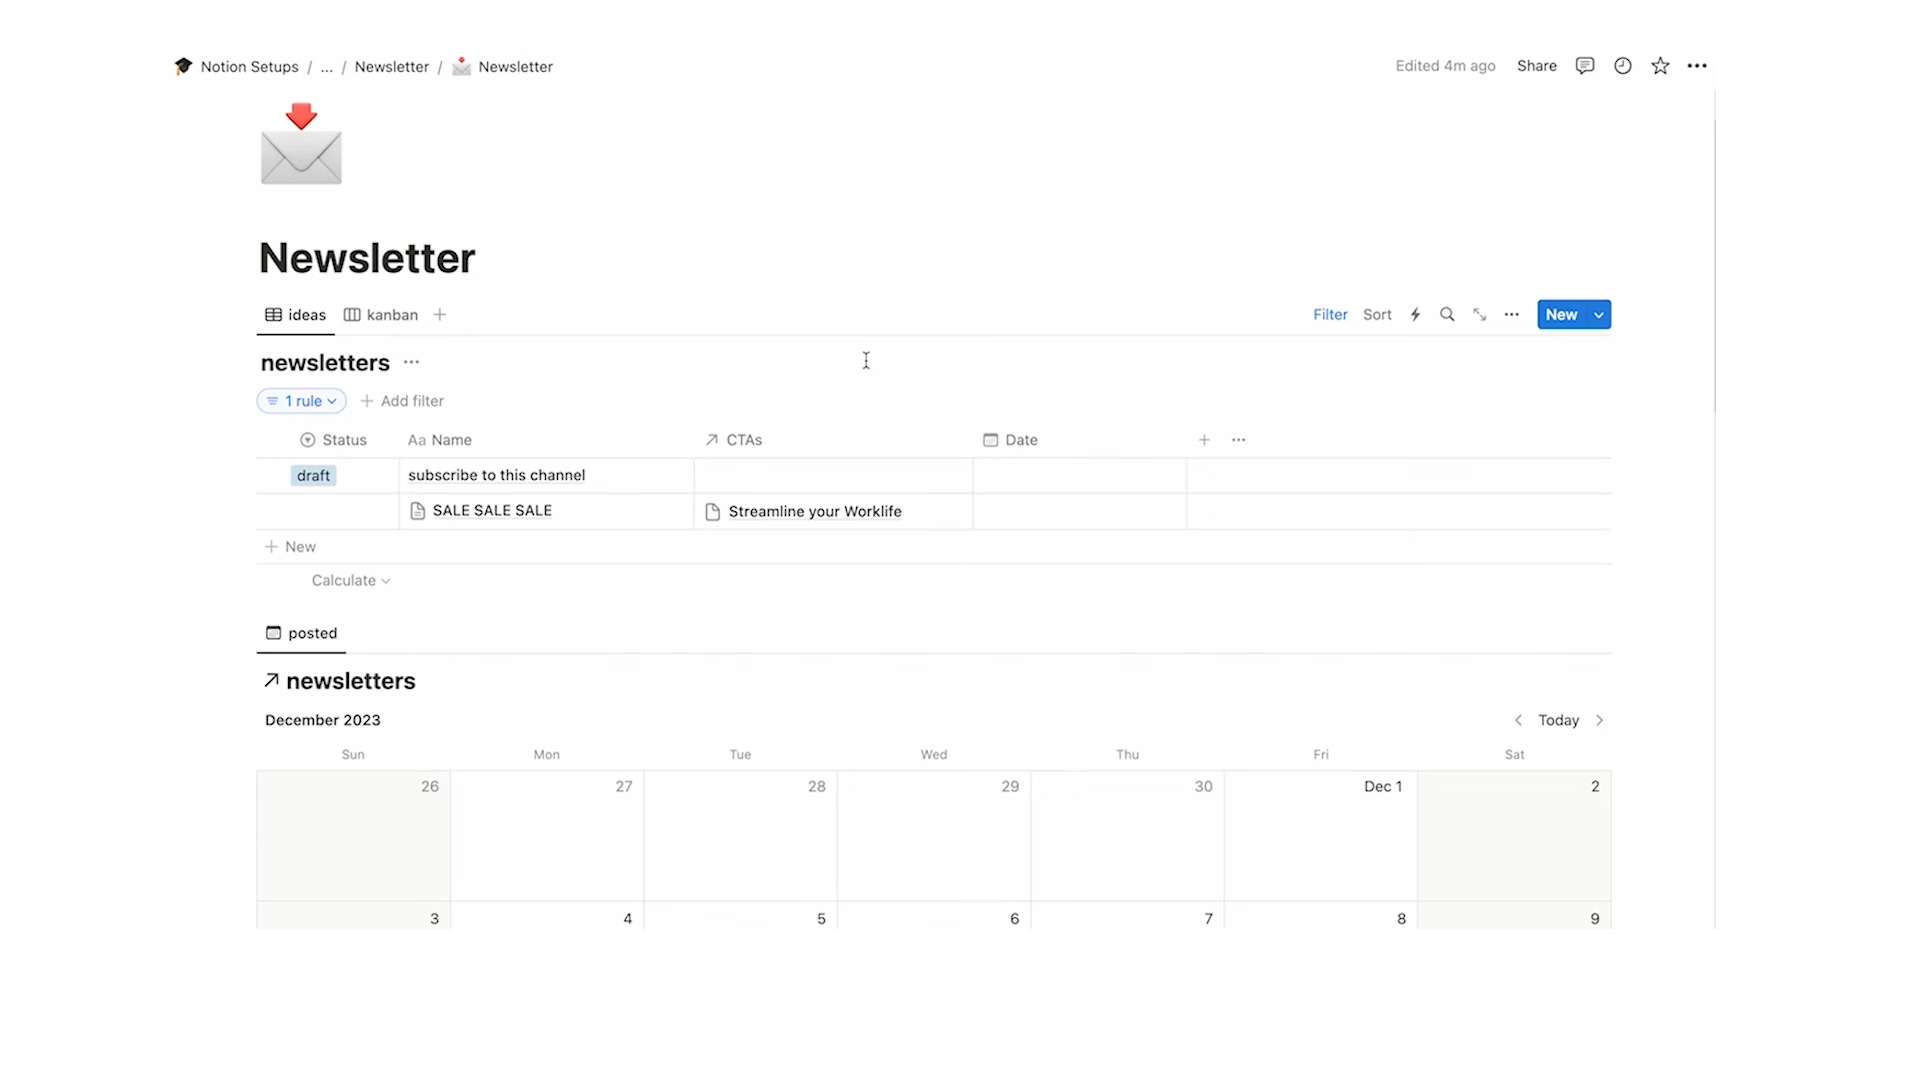 Notion Setups / ... / Newsletter / Newsletter
Edited 4m ago Share
Newsletter
ideas kanban
Filter Sort New
newsletters
1 rule Add filter
Status Aa Name CTAs Date
draft subscribe to this channel
SALE SALE SALE Streamline your Worklife
New
Calculate
posted
newsletters
December 2023 Today
Sun Mon Tue Wed Thu Fri Sat
26 27 28 29 30 Dec 1 2
3 4 5 6 7 8 9